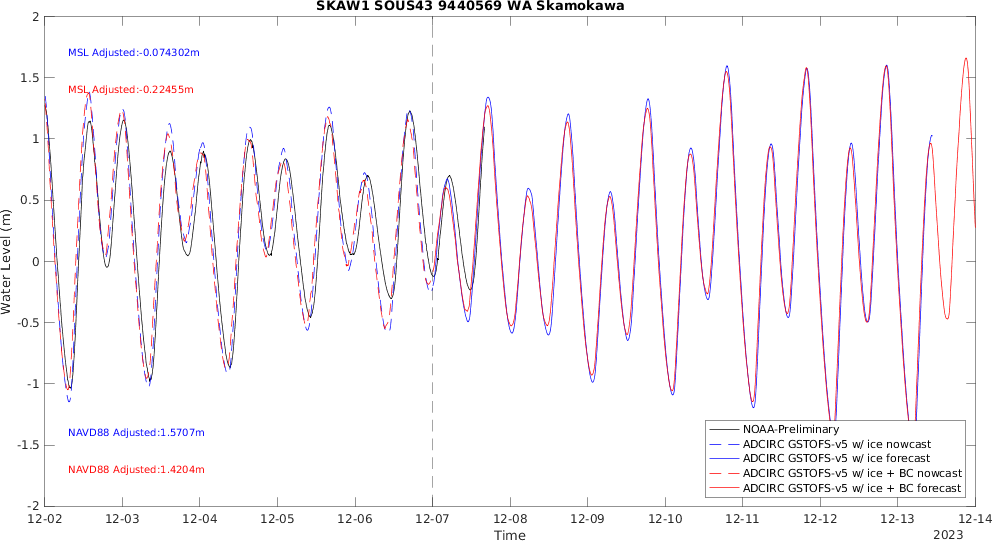 SKAW1 SOUS43 9440569 WA Skamokawa
2
1.5
1
0.5
0
-0.5
-1
-1.5
-2
Water Level (m)
MSL Adjusted:-0.074302m
MSL Adjusted:-0.22455m
NAVD88 Adjusted:1.5707m
NAVD88 Adjusted:1.4204m
NOAA-Preliminary
ADCIRC GSTOFS-v5 w/ ice nowcast
ADCIRC GSTOFS-v5 w/ ice forecast
ADCIRC GSTOFS-v5 w/ ice + BC nowcast
ADCIRC GSTOFS-v5 w/ ice + BC forecast
12-02 12-03 12-04 12-05 12-06 12-07 12-08 12-09 12-10 12-11 12-12 12-13 12-14
Time
2023